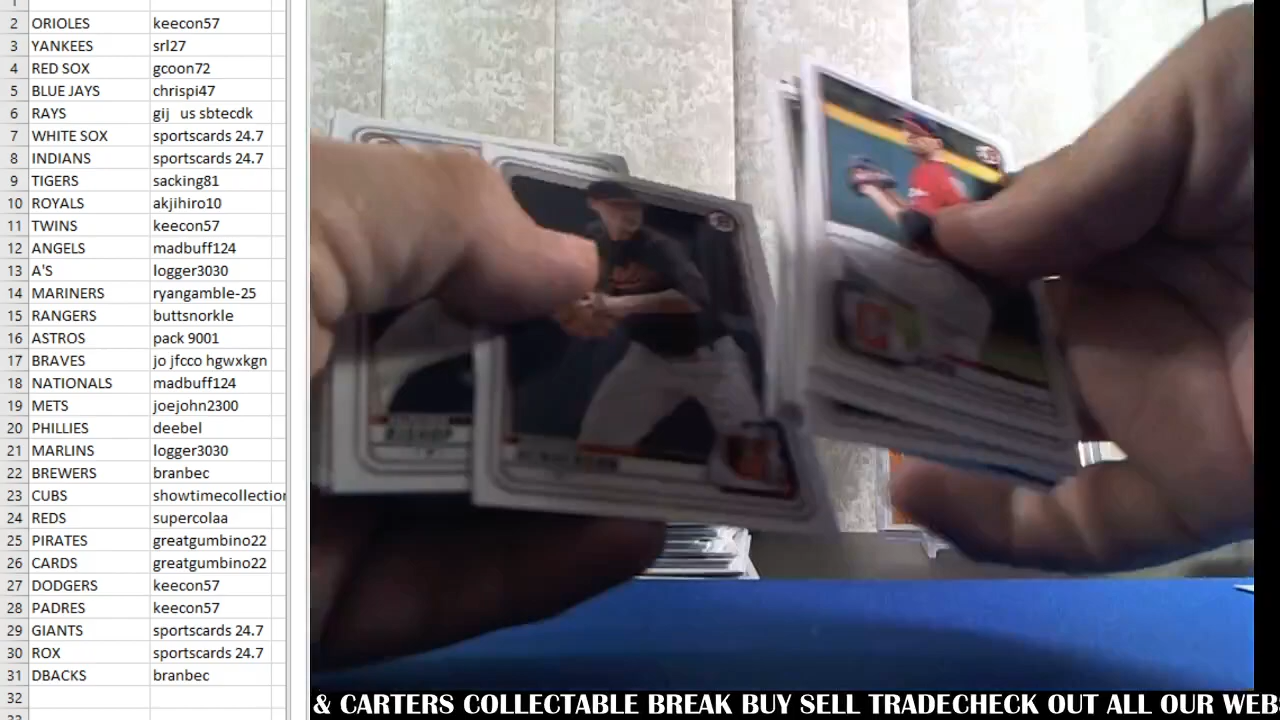 1
2 ORIOLES keecon57
3 YANKEES srl27
4 RED SOX gcoon72
5 BLUE JAYS chrispi47
6 RAYS gij us sbtecdk
7 WHITE SOX sportscards 24.7
8 INDIANS sportscards 24.7
9 TIGERS sacking81
10 ROYALS akjihiro10
11 TWINS keecon57
12 ANGELS madbuff124
13 A'S logger3030
14 MARINERS ryangamble-25
15 RANGERS buttsnorkle
16 ASTROS pack 9001
17 BRAVES jo jfcco hgwxkgn
18 NATIONALS madbuff124
19 METS joejohn2300
20 PHILLIES deebel
21 MARLINS logger3030
22 BREWERS branbec
23 CUBS showtimecollection
24 REDS supercolaa
25 PIRATES greatgumbino22
26 CARDS greatgumbino22
27 DODGERS keecon57
28 PADRES keecon57
29 GIANTS sportscards 24.7
30 ROX sportscards 24.7
31 DBACKS branbec
32
33
& CARTERS COLLECTABLE BREAK BUY SELL TRADECHECK OUT ALL OUR WEB